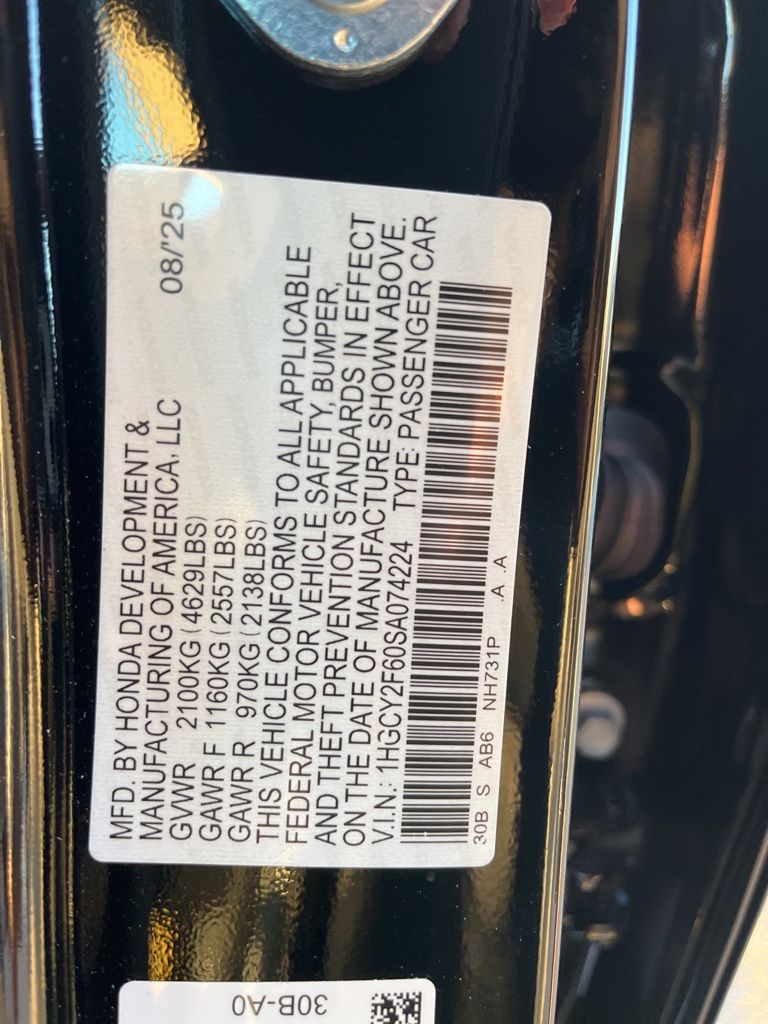 MFD. BY HONDA DEVELOPMENT &
MANUFACTURING OF AMERICA, LLC 08/'25
GVWR 2100KG (4629LBS)
GAWR F 1160KG (2557LBS)
GAWR R 970KG (2138LBS)
THIS VEHICLE CONFORMS TO ALL APPLICABLE
FEDERAL MOTOR VEHICLE SAFETY, BUMPER,
AND THEFT PREVENTION STANDARDS IN EFFECT
ON THE DATE OF MANUFACTURE SHOWN ABOVE.
V.I.N.: 1HGCY2F60SA074224 TYPE: PASSENGER CAR
30B S AB6 NH731P .A .A
30B-A0